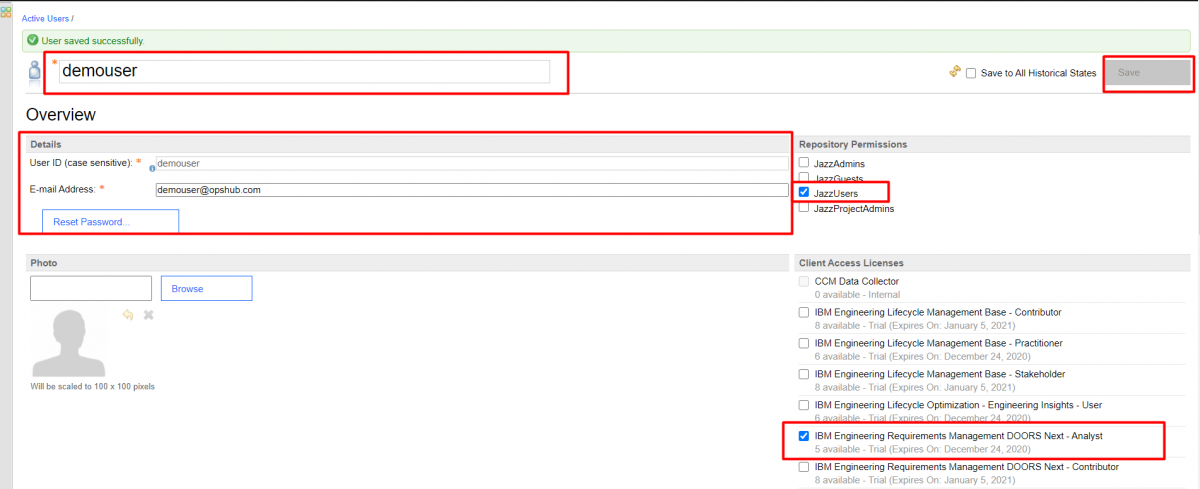 Active Users /
User saved successfully.
* demouser
Save to All Historical States
Save
Overview
Details
User ID (case sensitive): * demouser
E-mail Address: * demouser@opshub.com
Reset Password...
Repository Permissions
JazzAdmins
JazzGuests
JazzUsers
JazzProjectAdmins
Photo
Browse
Will be scaled to 100 x 100 pixels
Client Access Licenses
CCM Data Collector
0 available - Internal
IBM Engineering Lifecycle Management Base - Contributor
8 available - Trial (Expires On: January 5, 2021)
IBM Engineering Lifecycle Management Base - Practitioner
6 available - Trial (Expires On: December 24, 2020)
IBM Engineering Lifecycle Management Base - Stakeholder
8 available - Trial (Expires On: January 5, 2021)
IBM Engineering Lifecycle Optimization - Engineering Insights - User
6 available - Trial (Expires On: December 24, 2020)
IBM Engineering Requirements Management DOORS Next - Analyst
5 available - Trial (Expires On: December 24, 2020)
IBM Engineering Requirements Management DOORS Next - Contributor
8 available - Trial (Expires On: January 5, 2021)